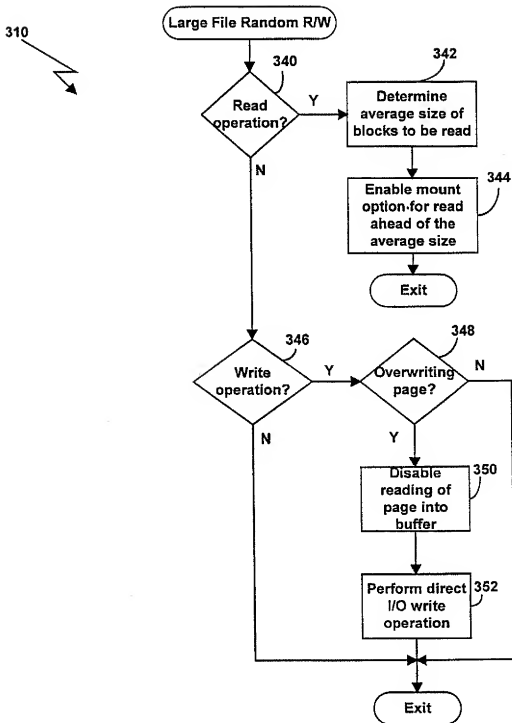 310
Large File Random R/W
340
Read
operation?
Y
N
342
Determine
average size of
blocks to be read
344
Enable mount
option for read
ahead of the
average size
Exit
346
Write
operation?
Y
N
348
Overwriting
page?
N
Y
350
Disable
reading of
page into
buffer
352
Perform direct
I/O write
operation
Exit